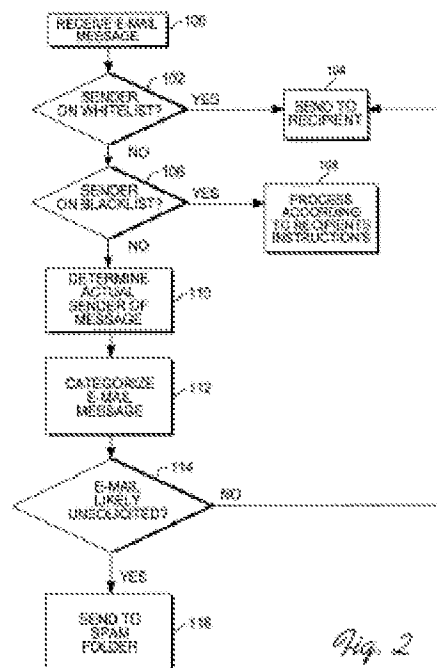 RECEIVE E-MAIL
MESSAGE
100
SENDER
ON WHITELIST?
102
YES
SEND TO
RECIPIENT
104
NO
SENDER
ON BLACKLIST?
106
YES
PROCESS
ACCORDING
TO RECIPIENT'S
INSTRUCTIONS
108
NO
DETERMINE
ACTUAL
SENDER OF
MESSAGE
110
CATEGORIZE
E-MAIL
MESSAGE
112
E-MAIL
LIKELY
UNSOLICITED?
114
NO
YES
SEND TO
SPAM
FOLDER
Fig. 2